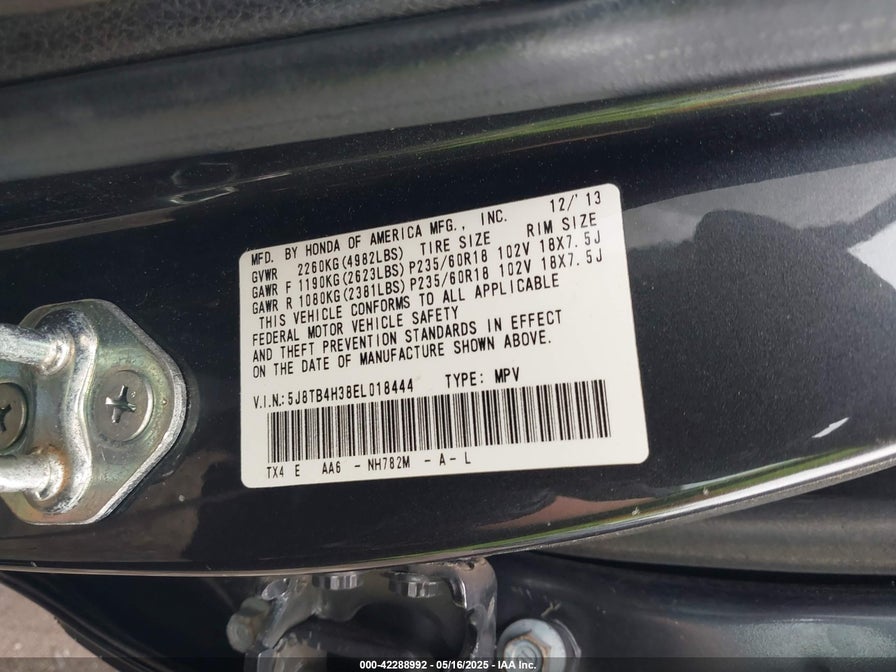 MFD. BY HONDA OF AMERICA MFG., INC. 12/'13
GVWR 2260KG(4982LBS) TIRE SIZE RIM SIZE
GAWR F 1190KG(2623LBS) P235/60R18 102V 18X7.5J
GAWR R 1080KG(2381LBS) P235/60R18 102V 18X7.5J
THIS VEHICLE CONFORMS TO ALL APPLICABLE
FEDERAL MOTOR VEHICLE SAFETY
AND THEFT PREVENTION STANDARDS IN EFFECT
ON THE DATE OF MANUFACTURE SHOWN ABOVE.
V.I.N.:5J8TB4H38EL018444 TYPE: MPV
TX4 E AA6 - NH782M - A - L
000-42288992 - 05/16/2025 - IAA Inc.